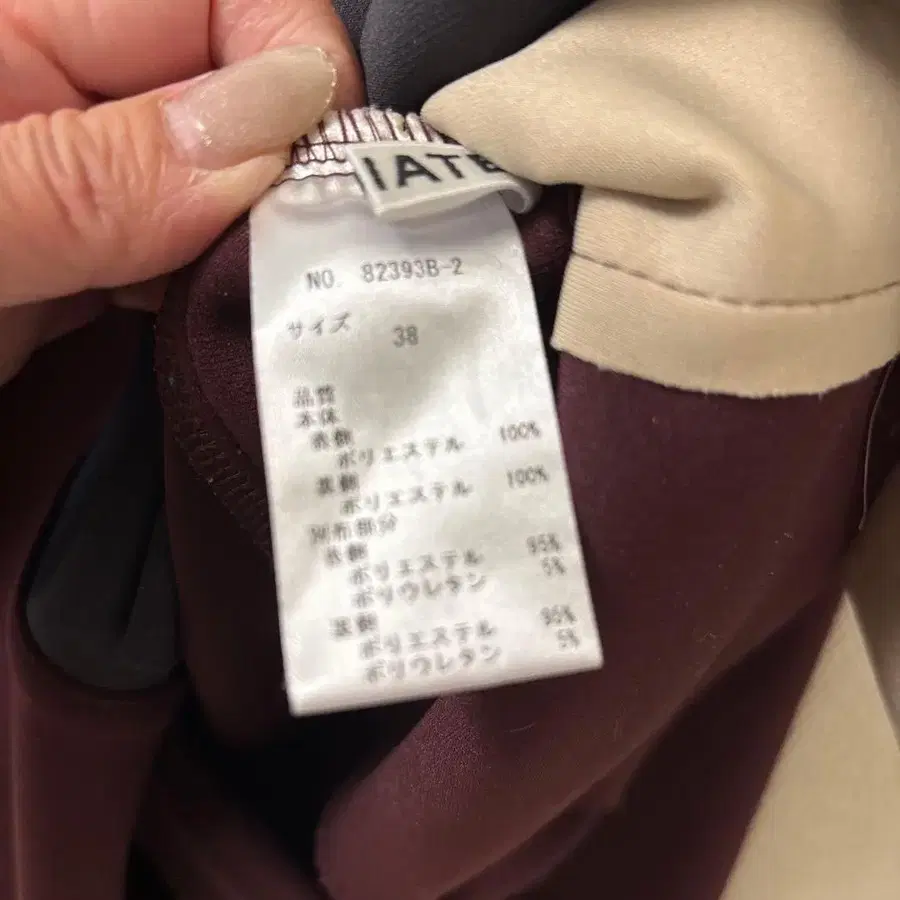 IATE
NO. 82393B-2
サイズ 38
品質
本体
表側
ポリエステル 100%
裏側
ポリエステル 100%
別布部分
表側
ポリエステル 95%
ポリウレタン 5%
裏側
ポリエステル 95%
ポリウレタン 5%